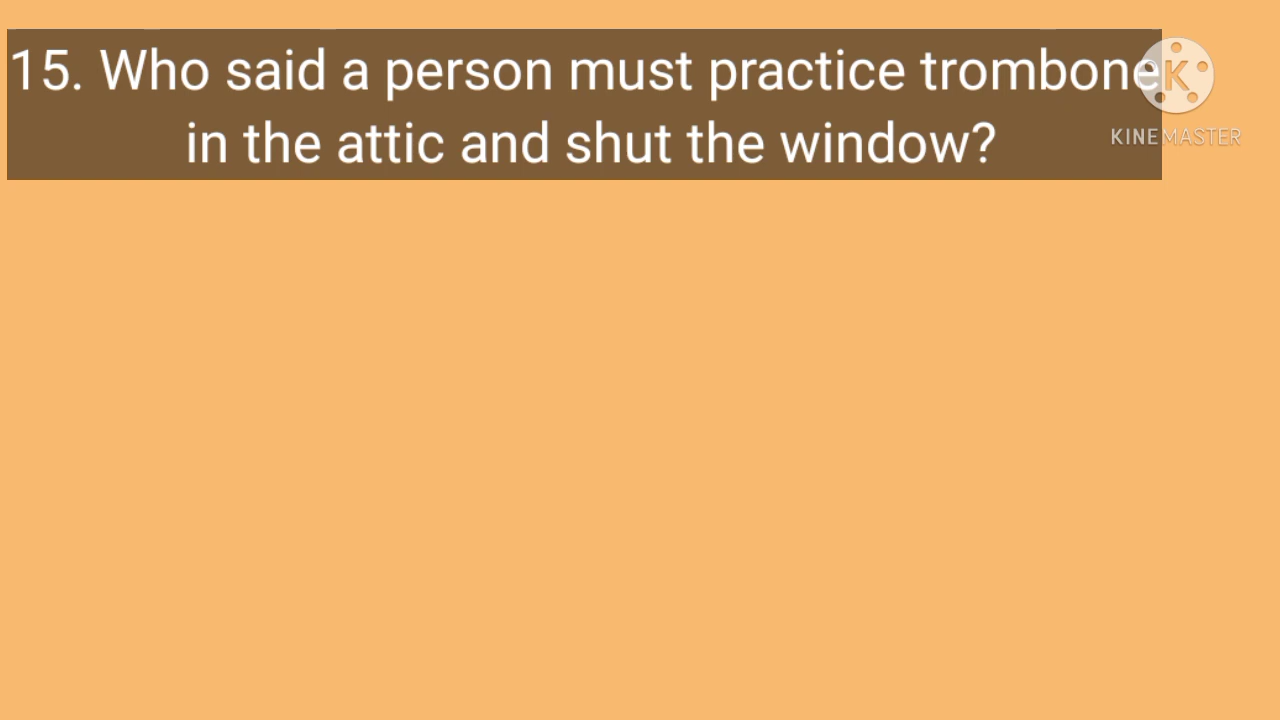 15. Who said a person must practice trombone
in the attic and shut the window?
K
KINEMASTER